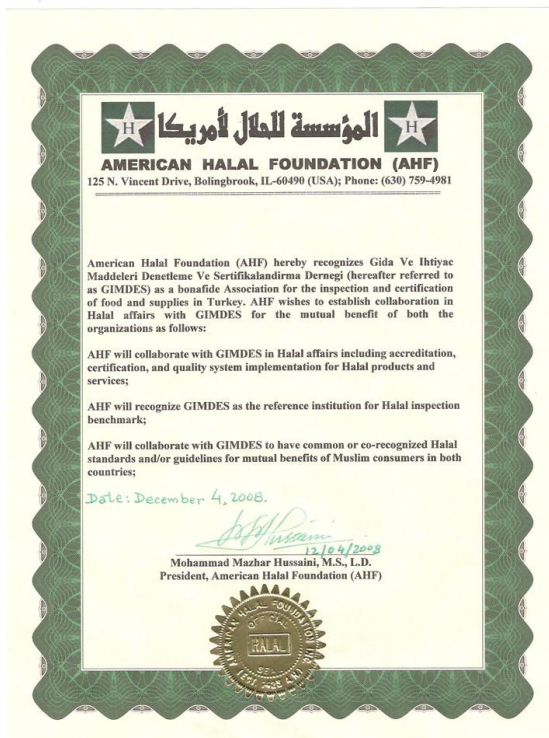 H المؤسسة للحلال لأمريكا H
AMERICAN HALAL FOUNDATION (AHF)
125 N. Vincent Drive, Bolingbrook, IL-60490 (USA); Phone: (630) 759-4981
American Halal Foundation (AHF) hereby recognizes Gida Ve Ihtiyac
Maddeleri Denetleme Ve Sertifikalandirma Dernegi (hereafter referred to
as GIMDES) as a bonafide Association for the inspection and certification
of food and supplies in Turkey. AHF wishes to establish collaboration in
Halal affairs with GIMDES for the mutual benefit of both the
organizations as follows:
AHF will collaborate with GIMDES in Halal affairs including accreditation,
certification, and quality system implementation for Halal products and
services;
AHF will recognize GIMDES as the reference institution for Halal inspection
benchmark;
AHF will collaborate with GIMDES to have common or co-recognized Halal
standards and/or guidelines for mutual benefits of Muslim consumers in both
countries;
Date: December 4, 2008.
Hussaini
12/04/2008
Mohammad Mazhar Hussaini, M.S., L.D.
President, American Halal Foundation (AHF)
AMERICAN HALAL FOUNDATION INC.
OFFICIAL
HALAL
SEAL